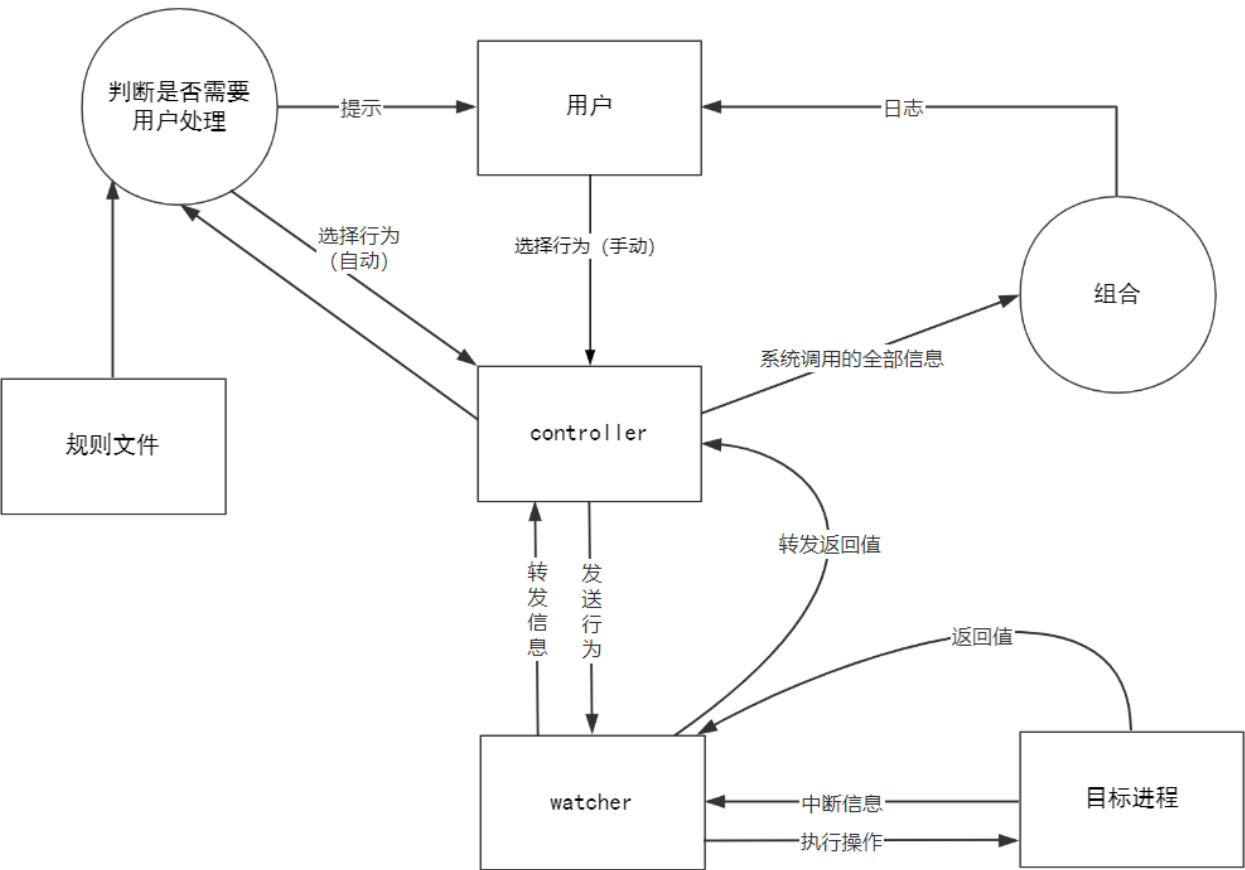 判断是否需要
用户处理
提示
用户
日志
选择行为
（自动）
选择行为（手动）
组合
系统调用的全部信息
规则文件
controller
转发返回值
转发信息
发送行为
返回值
watcher
中断信息
执行操作
目标进程